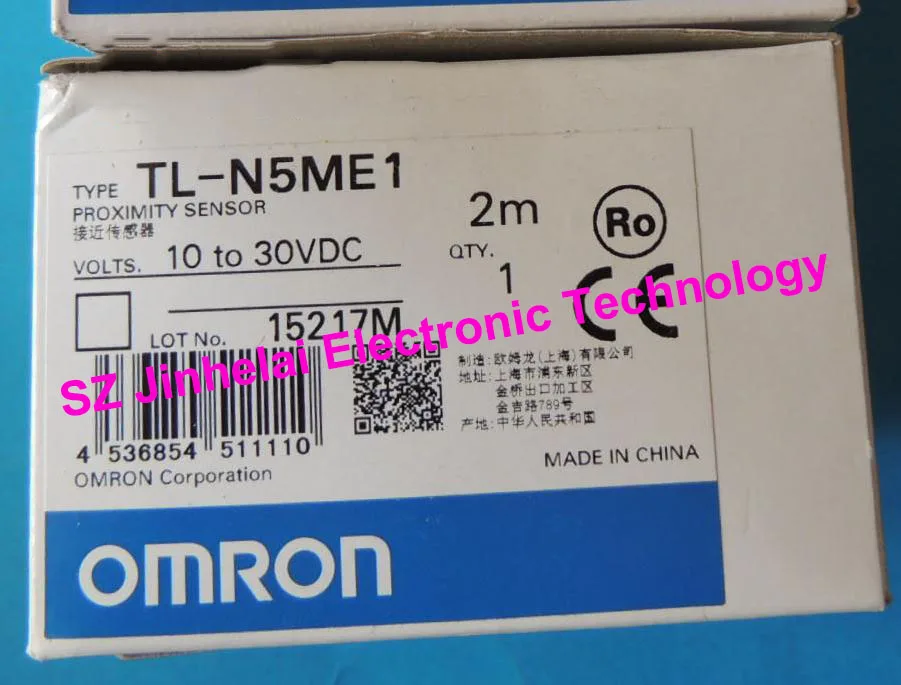 TYPE TL-N5ME1
PROXIMITY SENSOR
接近传感器
2m
Ro
VOLTS. 10 to 30VDC
QTY.
1
CE
LOT No. 15217M
SZ Jinhelai Electronic Technology
制造: 欧姆龙(上海)有限公司
地址: 上海市浦东新区
金桥出口加工区
金吉路789号
产地: 中华人民共和国
4 536854 511110
OMRON Corporation
MADE IN CHINA
OMRON